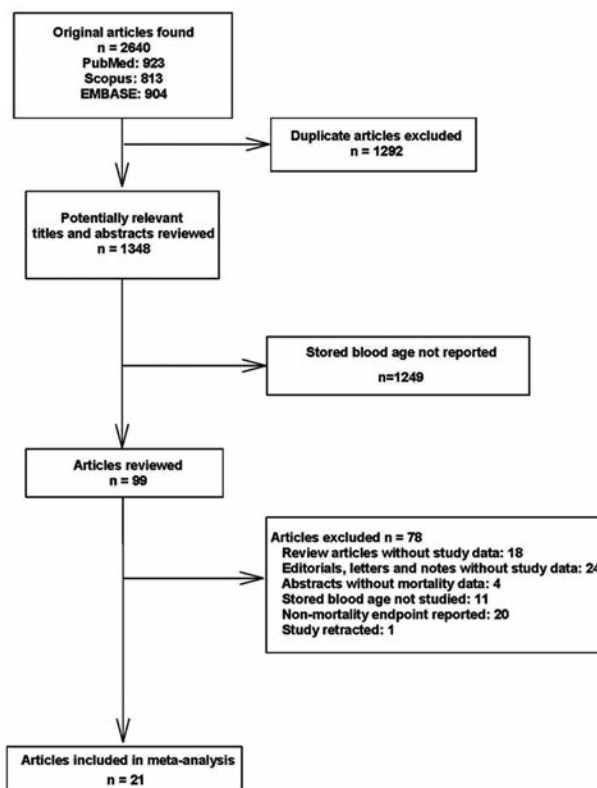 Original articles found
n = 2640
PubMed: 923
Scopus: 813
EMBASE: 904
Duplicate articles excluded
n = 1292
Potentially relevant
titles and abstracts reviewed
n = 1348
Stored blood age not reported
n=1249
Articles reviewed
n = 99
Articles excluded n = 78
Review articles without study data: 18
Editorials, letters and notes without study data: 24
Abstracts without mortality data: 4
Stored blood age not studied: 11
Non-mortality endpoint reported: 20
Study retracted: 1
Articles included in meta-analysis
n = 21